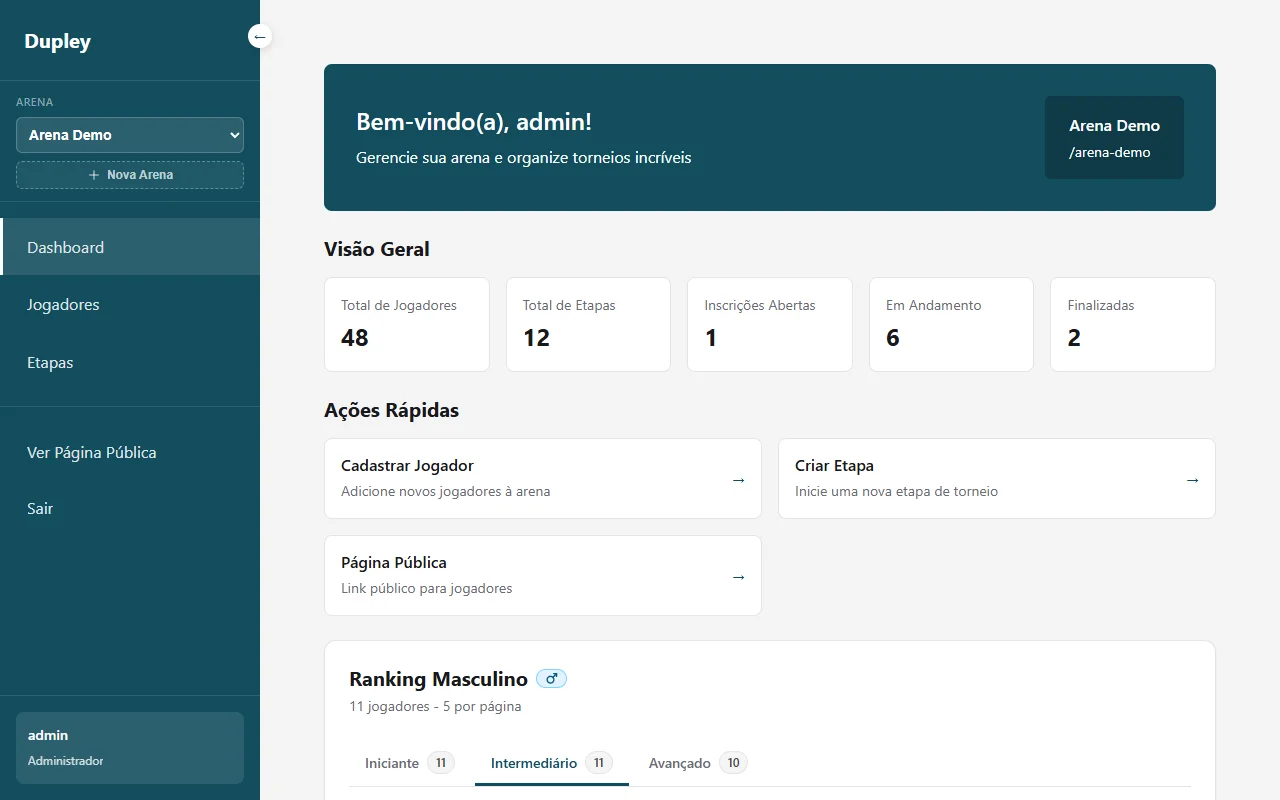 Dupley
←
ARENA
Arena Demo
+ Nova Arena
Dashboard
Jogadores
Etapas
Ver Página Pública
Sair
admin
Administrador
Bem-vindo(a), admin!
Gerencie sua arena e organize torneios incríveis
Arena Demo
/arena-demo
Visão Geral
Total de Jogadores
48
Total de Etapas
12
Inscrições Abertas
1
Em Andamento
6
Finalizadas
2
Ações Rápidas
Cadastrar Jogador
Adicione novos jogadores à arena
→
Criar Etapa
Inicie uma nova etapa de torneio
→
Página Pública
Link público para jogadores
→
Ranking Masculino ♂
11 jogadores - 5 por página
Iniciante 11 Intermediário 11 Avançado 10